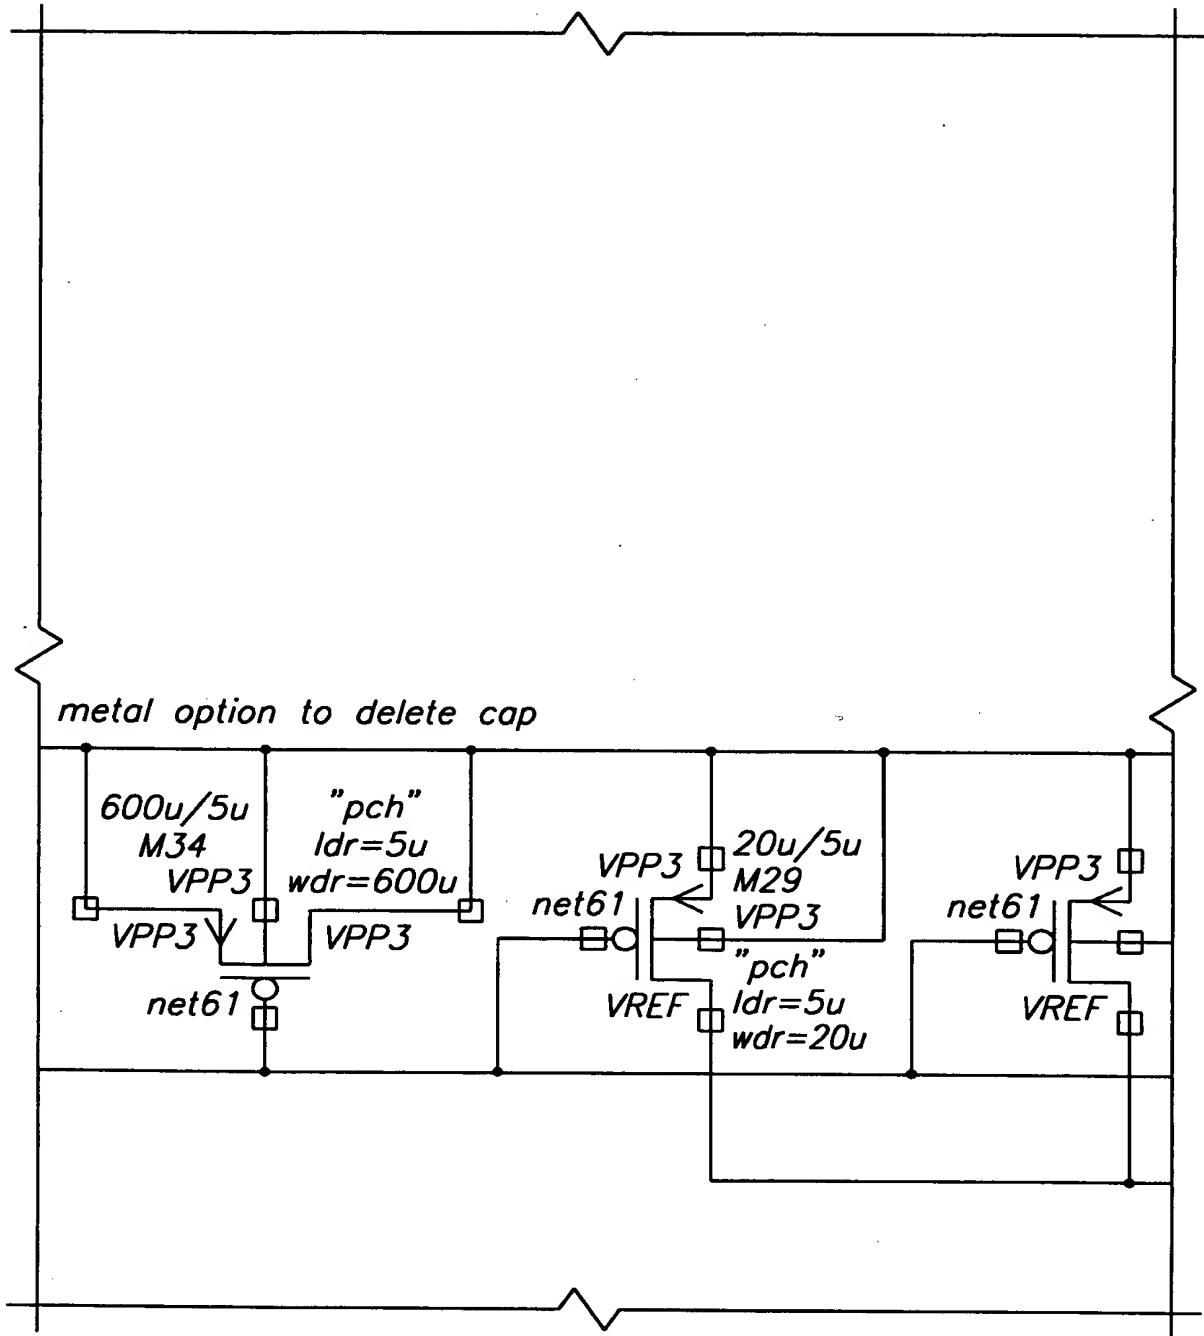 metal option to delete cap
600u/5u
M34
VPP3
VPP3
net61
"pch"
ldr=5u
wdr=600u
VPP3
net61
VPP3
20u/5u
M29
VPP3
"pch"
ldr=5u
wdr=20u
VREF
VPP3
net61
VREF